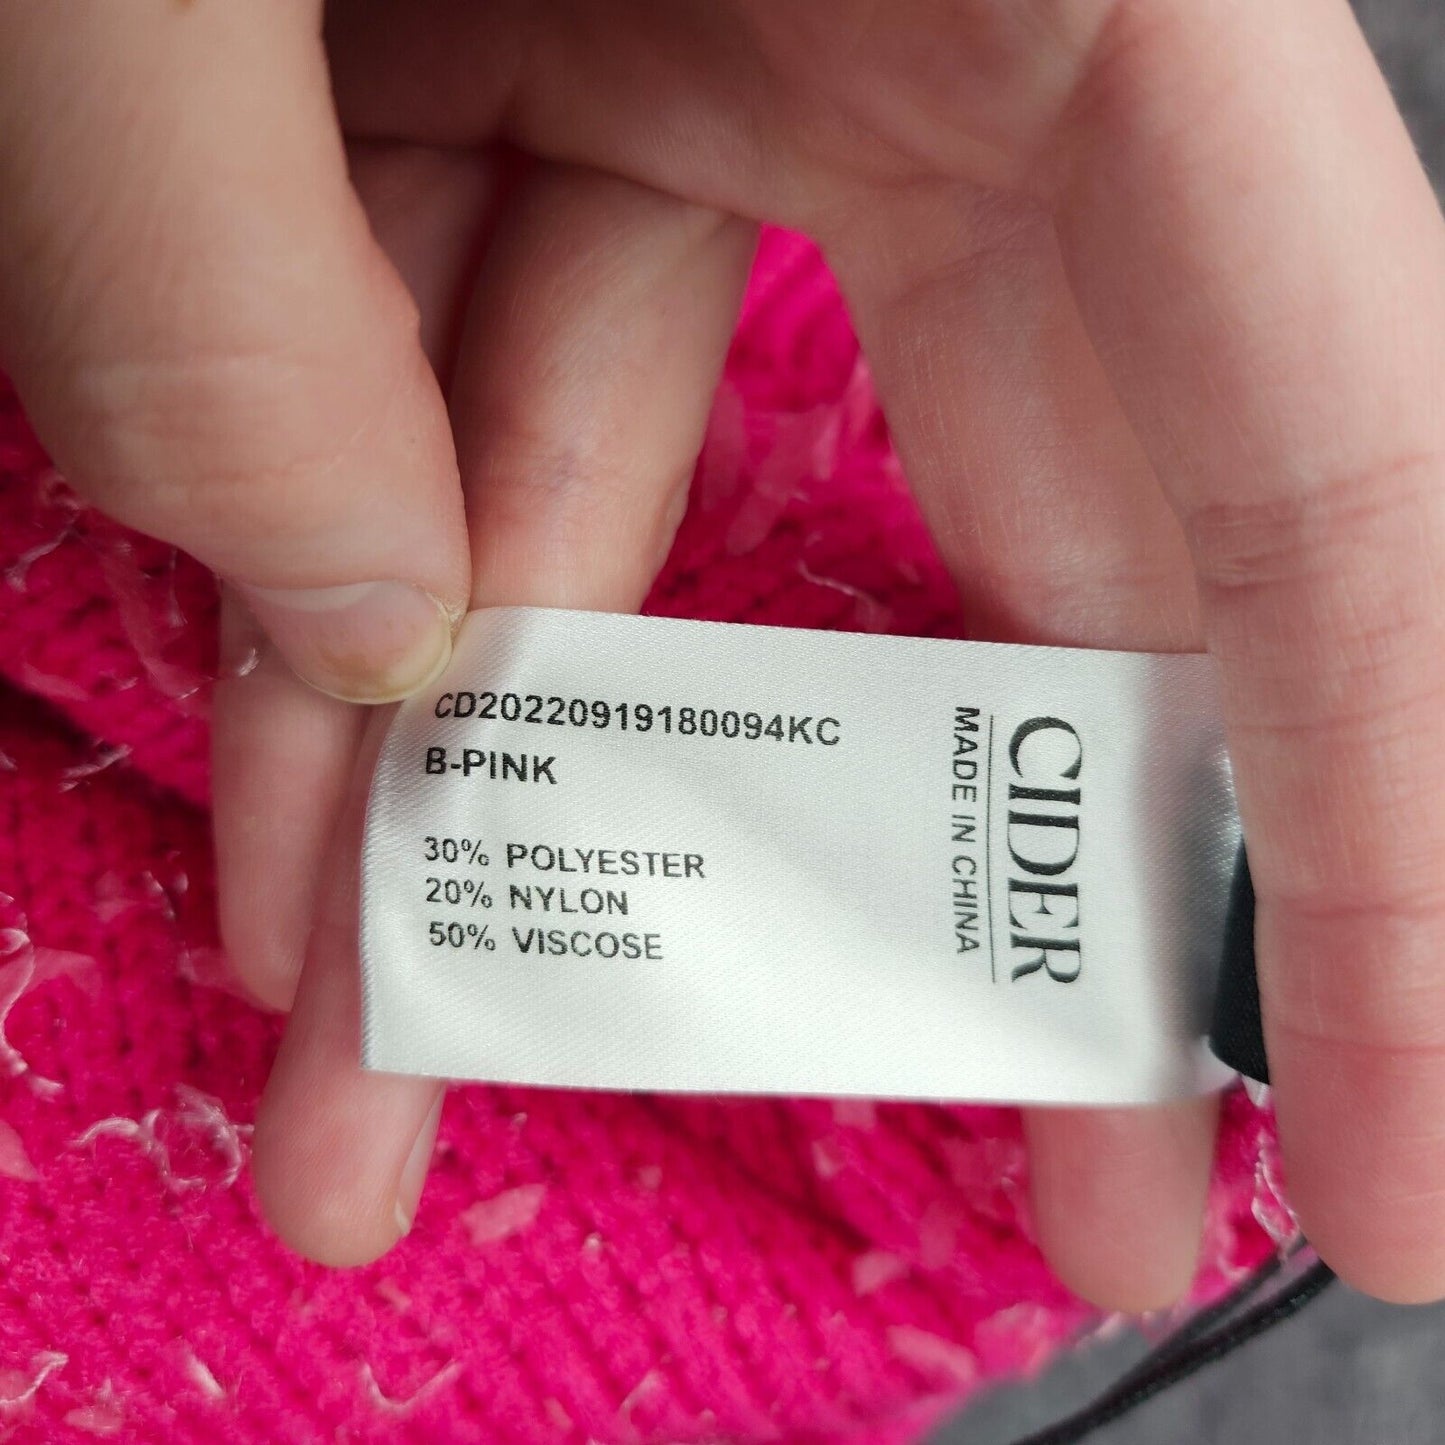 CD20220919180094KC
B-PINK
30% POLYESTER
20% NYLON
50% VISCOSE
CIDER
MADE IN CHINA